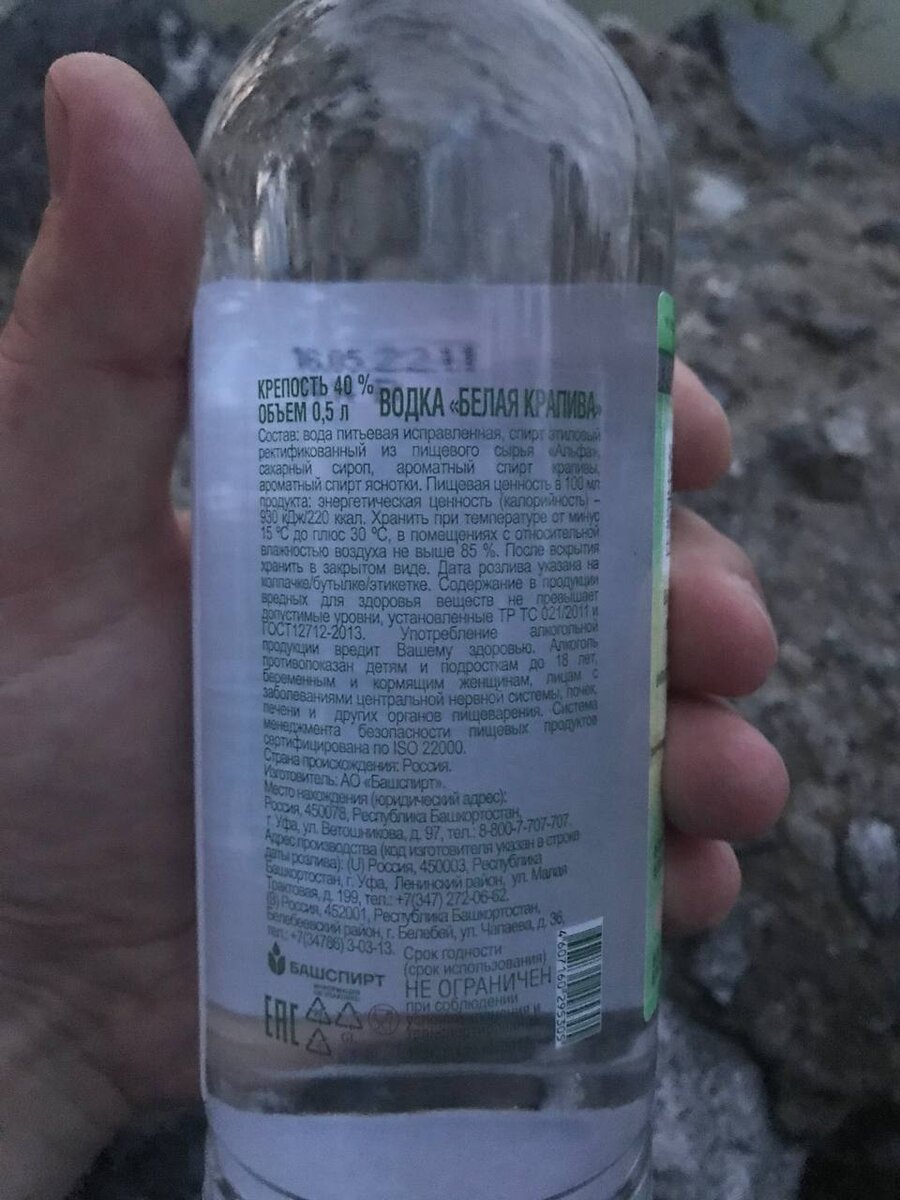 16.05.22 11
КРЕПОСТЬ 40 %
ОБЪЕМ 0,5 л
ВОДКА «БЕЛАЯ КРАПИВА»
Состав: вода питьевая исправленная, спирт этиловый
ректификованный из пищевого сырья «Альфа»,
сахарный сироп, ароматный спирт крапивы,
ароматный спирт яснотки. Пищевая ценность в 100 мл
продукта: энергетическая ценность (калорийность) –
930 кДж/220 ккал. Хранить при температуре от минус
15 °С до плюс 30 °С, в помещениях с относительной
влажностью воздуха не выше 85 %. После вскрытия
хранить в закрытом виде. Дата розлива указана на
колпачке/бутылке/этикетке. Содержание в продукции
вредных для здоровья веществ не превышает
допустимые уровни, установленные ТР ТС 021/2011 и
ГОСТ12712-2013. Употребление алкогольной
продукции вредит Вашему здоровью. Алкоголь
противопоказан детям и подросткам до 18 лет,
беременным и кормящим женщинам, лицам с
заболеваниями центральной нервной системы, почек,
печени и других органов пищеварения. Система
менеджмента безопасности пищевых продуктов
сертифицирована по ISO 22000.
Страна происхождения: Россия.
Изготовитель: АО «Башспирт».
Место нахождения (юридический адрес):
Россия, 450078, Республика Башкортостан,
г. Уфа, ул. Ветошникова, д. 97, тел.: 8-800-7-707-707.
Адрес производства (код изготовителя указан в строке
даты розлива): (U) Россия, 450003, Республика
Башкортостан, г. Уфа, Ленинский район, ул. Малая
Трактовая, д. 199, тел.: +7(347) 272-06-62.
(B) Россия, 452001, Республика Башкортостан,
Белебеевский район, г. Белебей, ул. Чапаева, д. 36,
тел.: +7(34786) 3-03-13.
БАШСПИРТ
Срок годности
(срок использования)
НЕ ОГРАНИЧЕН
при соблюдении
EAC
4607160295305